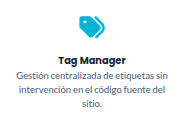 Tag Manager
Gestión centralizada de etiquetas sin
intervención en el código fuente del
sitio.